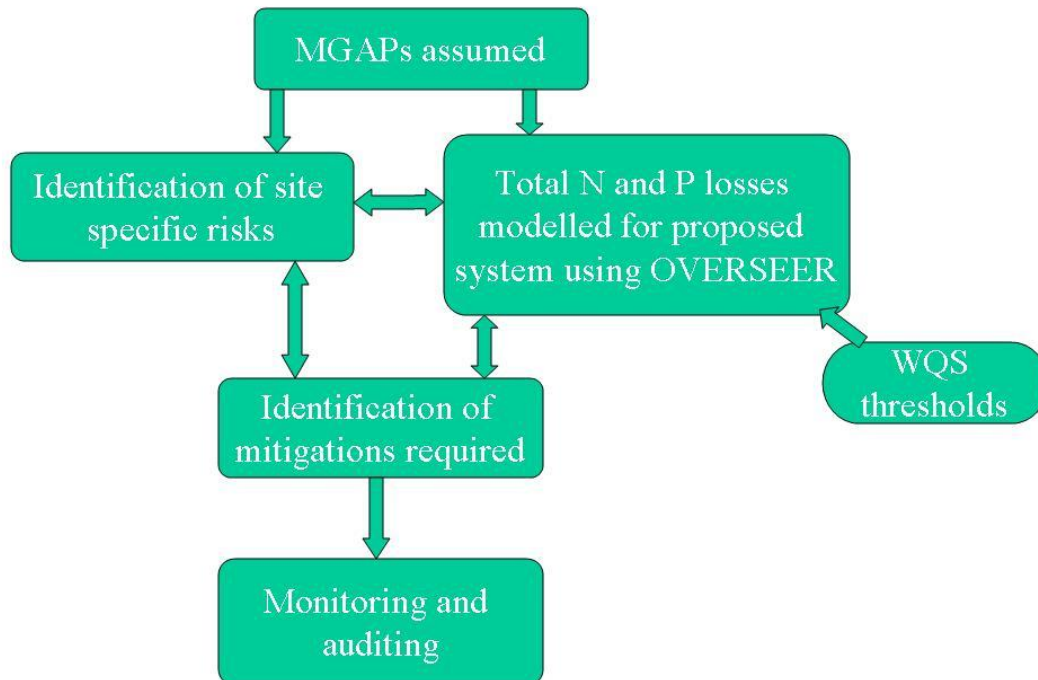 MGAPs assumed
Identification of site
specific risks
Total N and P losses
modelled for proposed
system using OVERSEER
WQS
thresholds
Identification of
mitigations required
Monitoring and
auditing